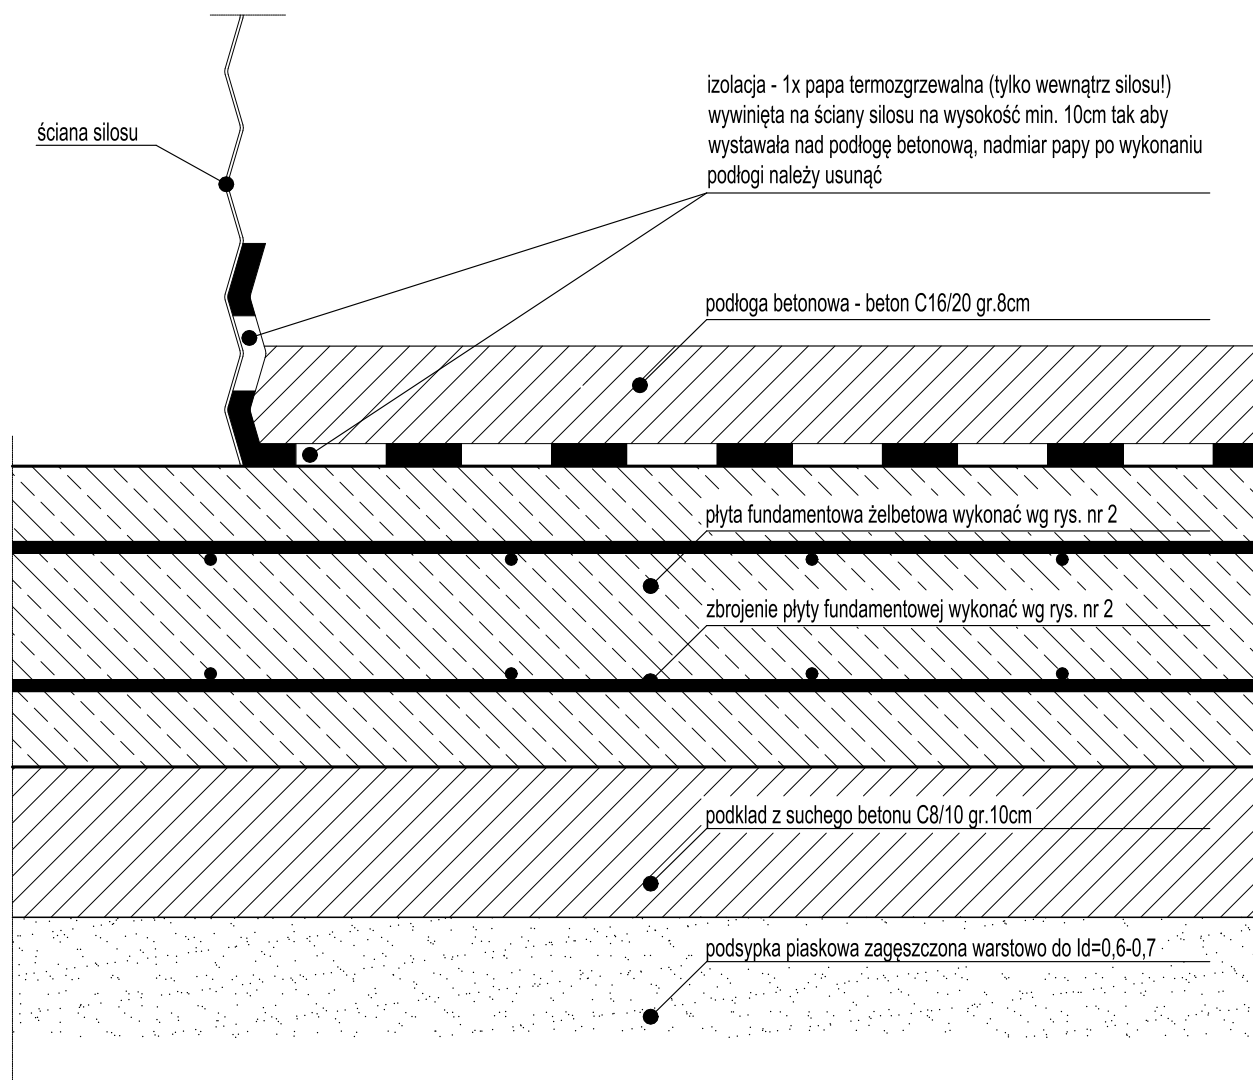 izolacja - 1x papa termozgrzewalna (tylko wewnątrz silosu!)
wywinięta na ściany silosu na wysokość min. 10cm tak aby
wystawała nad podłogę betonową, nadmiar papy po wykonaniu
podłogi należy usunąć
ściana silosu
podłoga betonowa - beton C16/20 gr.8cm
płyta fundamentowa żelbetowa wykonać wg rys. nr 2
zbrojenie płyty fundamentowej wykonać wg rys. nr 2
podklad z suchego betonu C8/10 gr.10cm
podsypka piaskowa zagęszczona warstowo do Id=0,6-0,7